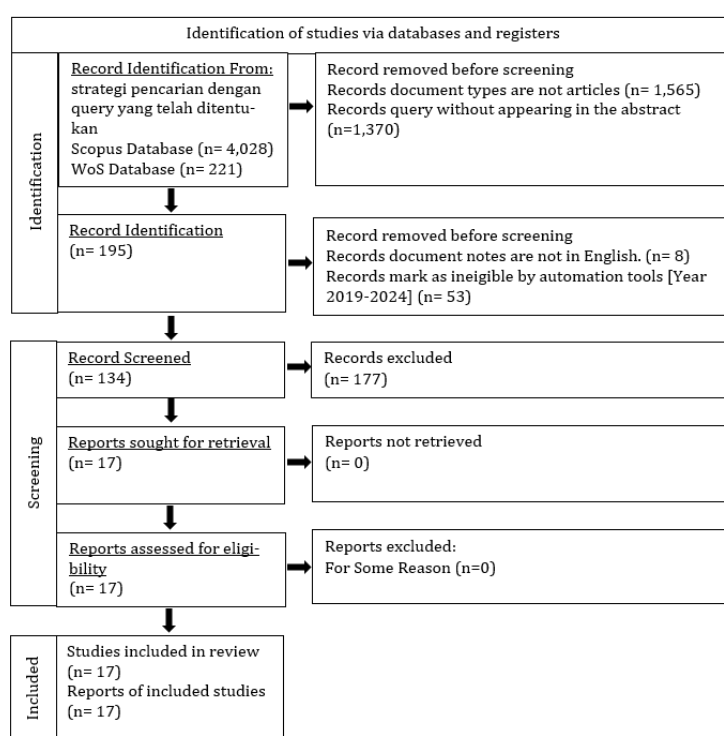 Identification of studies via databases and registers
Identification
Record Identification From:
strategi pencarian dengan
query yang telah ditentu-
kan
Scopus Database (n= 4,028)
WoS Database (n= 221)
Record removed before screening
Records document types are not articles (n= 1,565)
Records query without appearing in the abstract
(n=1,370)
Record Identification
(n= 195)
Record removed before screening
Records document notes are not in English. (n= 8)
Records mark as ineigible by automation tools [Year
2019-2024] (n= 53)
Screening
Record Screened
(n= 134)
Records excluded
(n= 177)
Reports sought for retrieval
(n= 17)
Reports not retrieved
(n= 0)
Reports assessed for eligi-
bility
(n= 17)
Reports excluded:
For Some Reason (n=0)
Included
Studies included in review
(n= 17)
Reports of included studies
(n= 17)